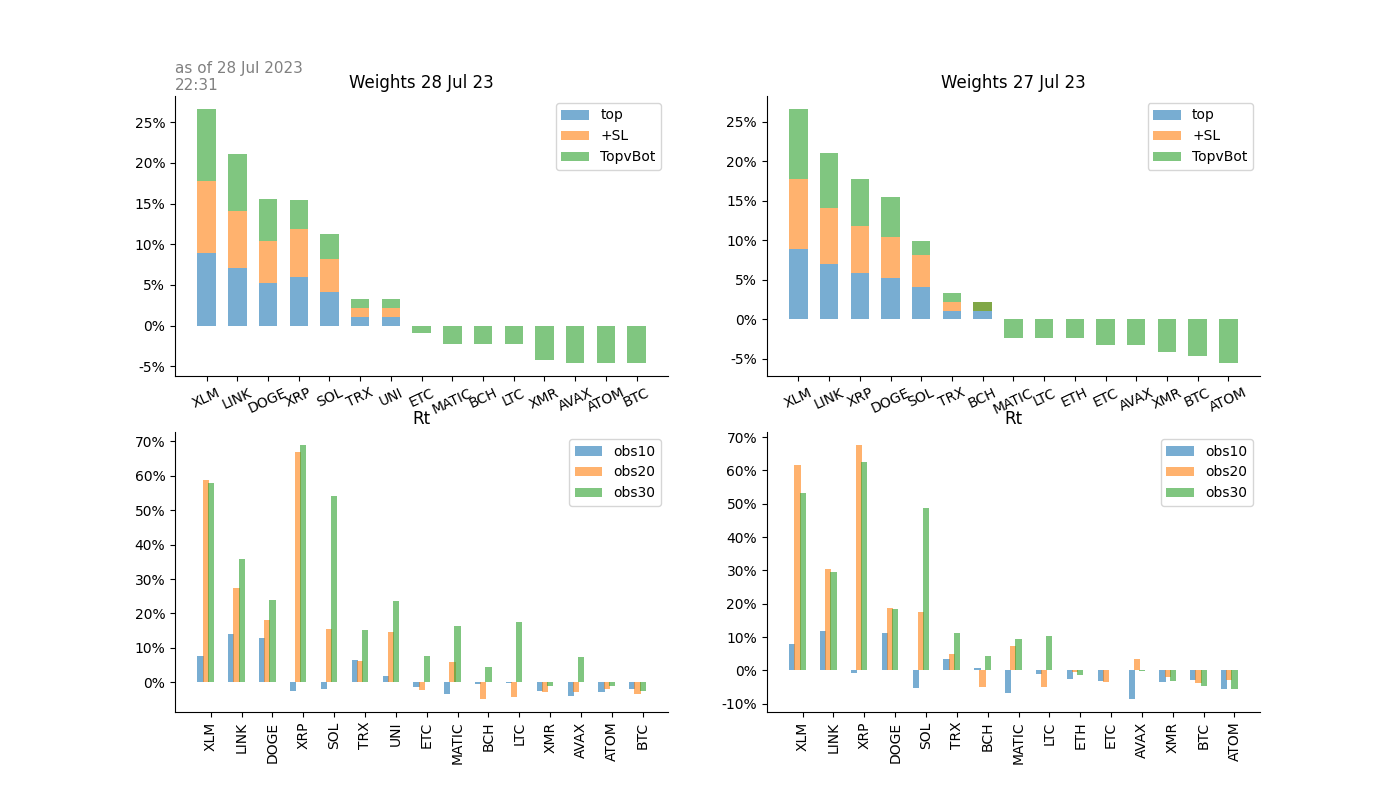 as of 28 Jul 2023
22:31
Weights 28 Jul 23
25%
20%
15%
10%
5%
0%
-5%
top
+SL
TopvBot
XLM LINK DOGE XRP SOL TRX UNI ETC MATIC BCH LTC XMR AVAX ATOM BTC
Weights 27 Jul 23
25%
20%
15%
10%
5%
0%
-5%
top
+SL
TopvBot
XLM LINK XRP DOGE SOL TRX BCH MATIC LTC ETH ETC AVAX XMR BTC ATOM
Rt
70%
60%
50%
40%
30%
20%
10%
0%
obs10
obs20
obs30
XLM LINK DOGE XRP SOL TRX UNI ETC MATIC BCH LTC XMR AVAX ATOM BTC
Rt
70%
60%
50%
40%
30%
20%
10%
0%
-10%
obs10
obs20
obs30
XLM LINK XRP DOGE SOL TRX BCH MATIC LTC ETH ETC AVAX XMR BTC ATOM